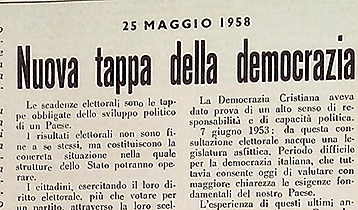 25 MAGGIO 1958
Nuova tappa della democrazia
Le scadenze elettorali sono le tap-
pe obbligate dello sviluppo politico
di un Paese.
I risultati elettorali non sono fi-
ne a se stessi, ma costituiscono la
concreta situazione nella quale
strutture dello Stato potranno ope-
rare.
I cittadini, esercitando il loro di-
ritto elettorale, più che votare per
un partito, attraverso la loro scel-
La Democrazia Cristiana aveva
dato prova di un alto senso di re-
sponsabilità e di capacità politica.
7 giugno 1953: da questa con-
sultazione elettorale nacque una le-
gislatura asfittica. Periodo difficile
per la democrazia italiana, che tut-
tavia consente oggi di valutare con
maggiore chiarezza le esigenze fon-
damentali del nostro Paese.
L'esperienza di questi ultimi an-